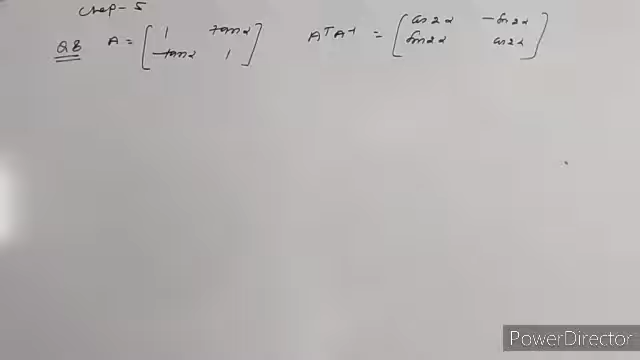 Chap-5
Q8 A = [ 1 tanα AᵀA⁻¹ = [ cos2α -sin2α
-tanα 1 ] sin2α cos2α ]
PowerDirector